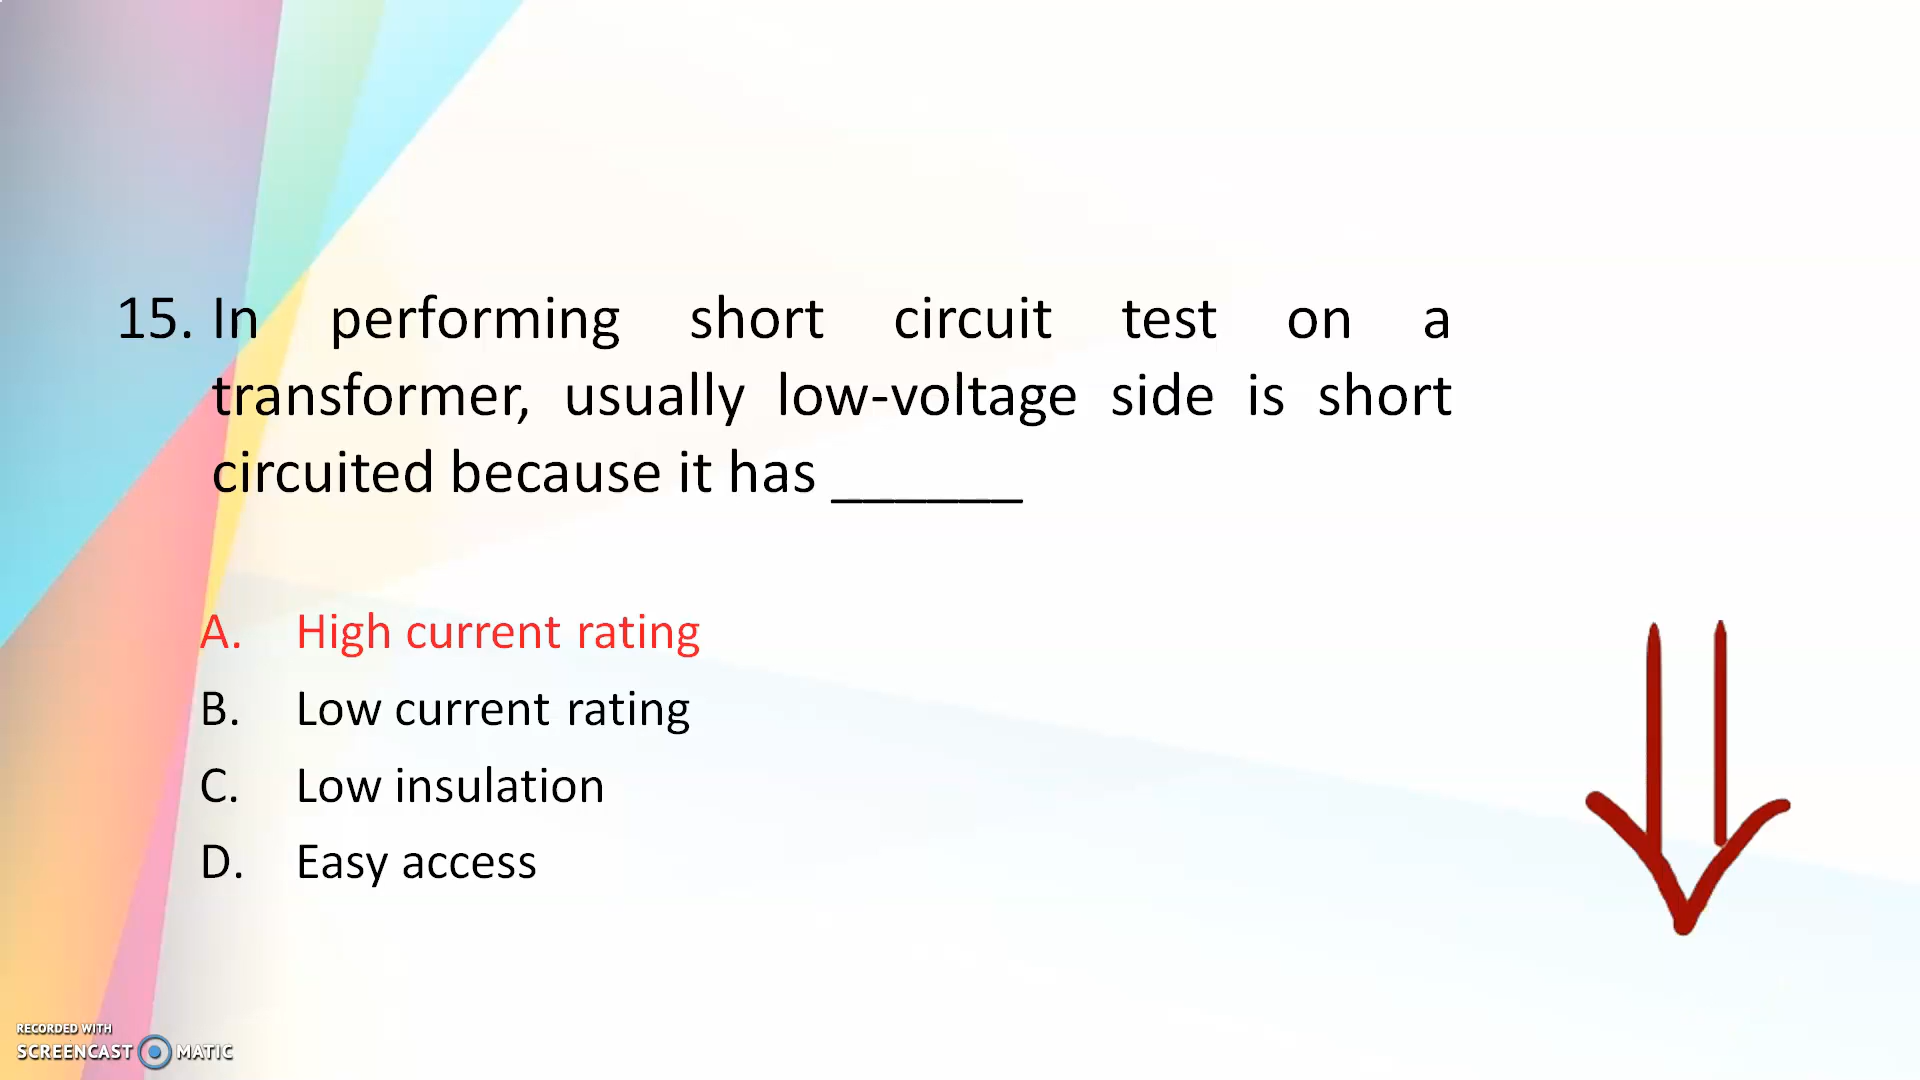 15. In performing short circuit test on a
transformer, usually low-voltage side is short
circuited because it has ______
A. High current rating
B. Low current rating
C. Low insulation
D. Easy access
RECORDED WITH
SCREENCAST MATIC